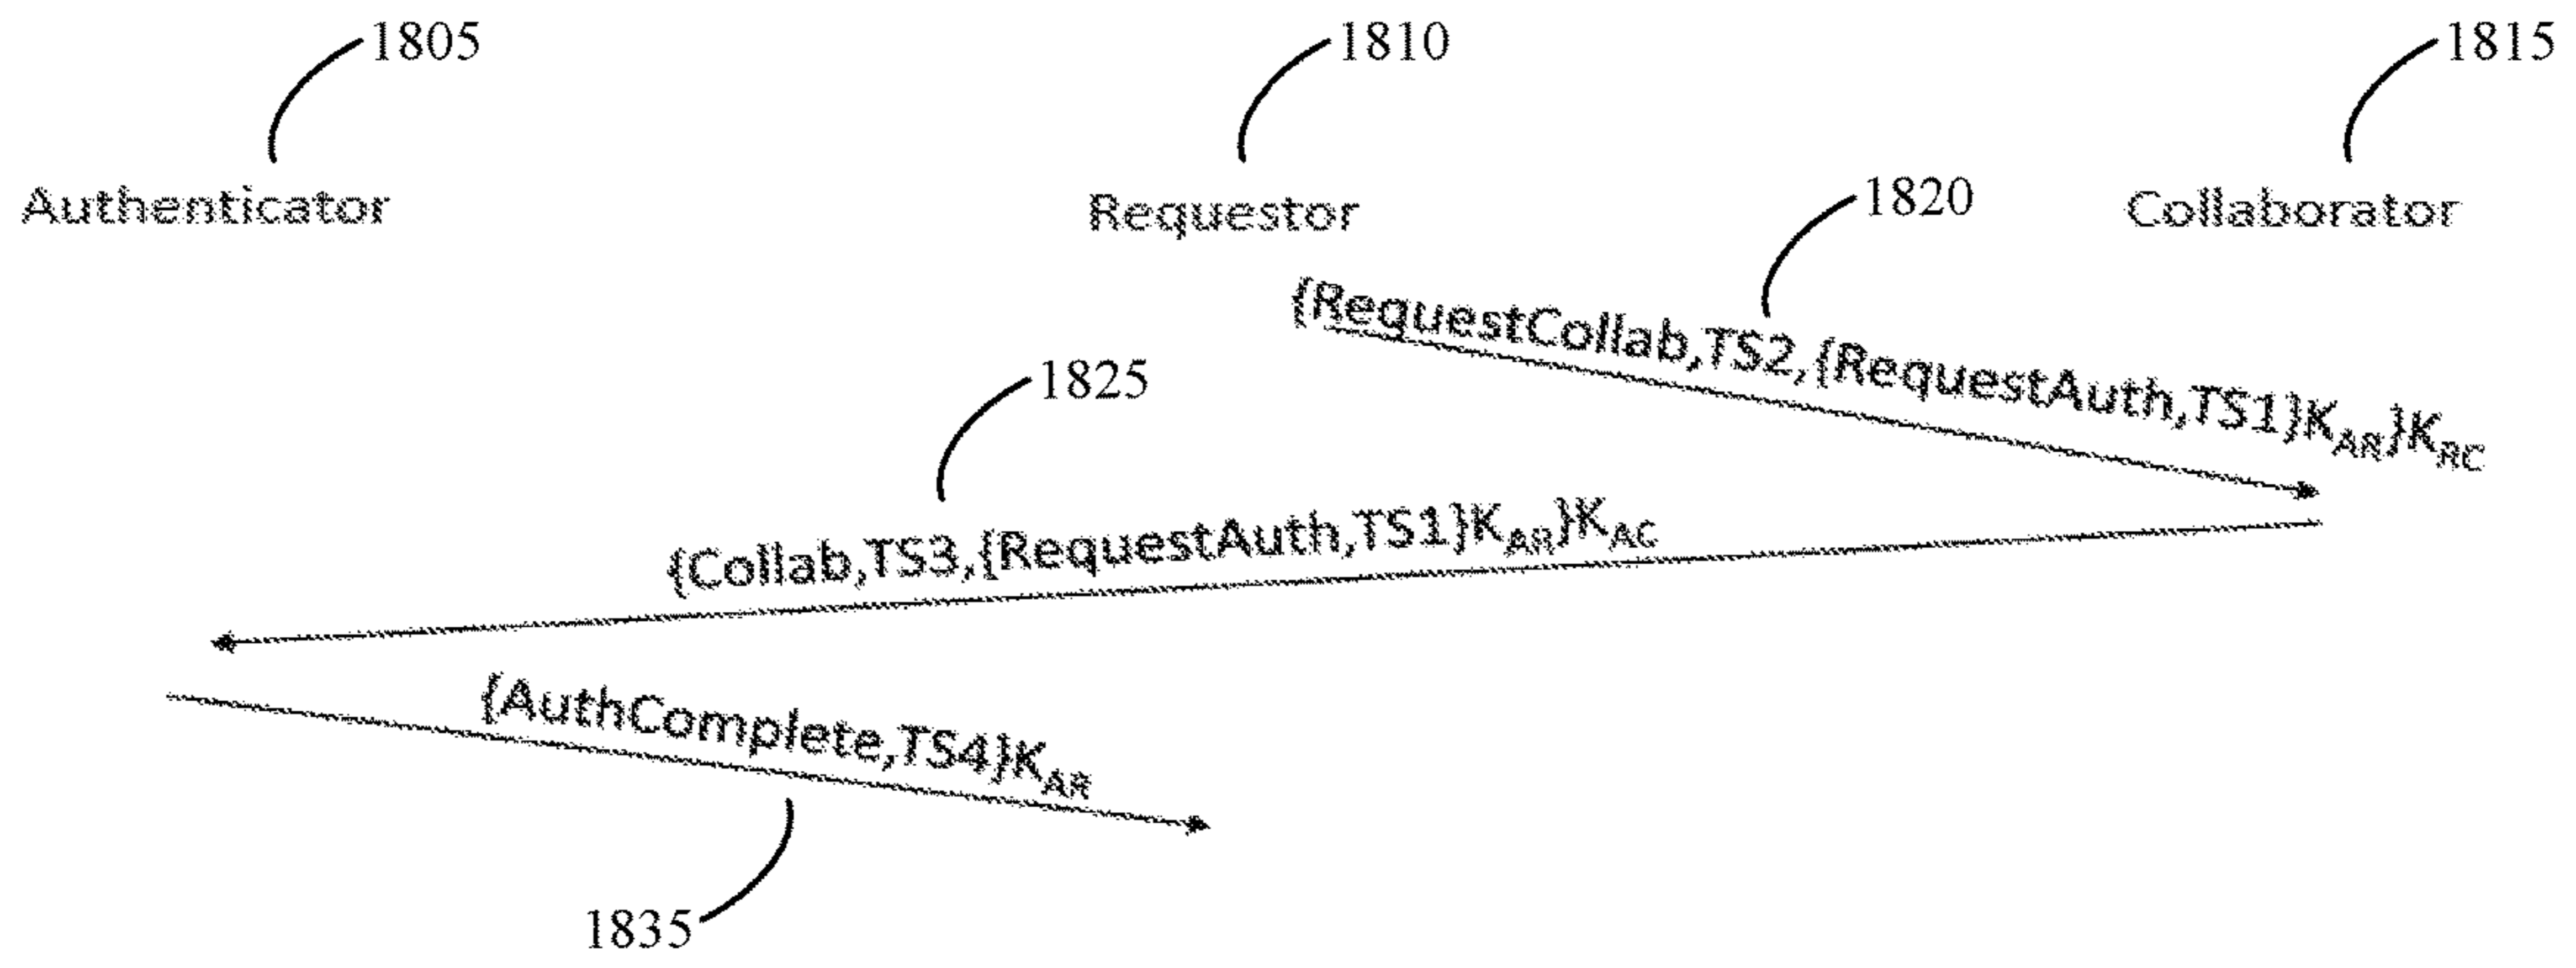 1805
1810
1815
Authenticator
Requestor
Collaborator
1820
{RequestCollab,TS2,{RequestAuth,TS1}K_AR}K_RC
1825
{Collab,TS3,{RequestAuth,TS1}K_AR}K_AC
{AuthComplete,TS4}K_AR
1835